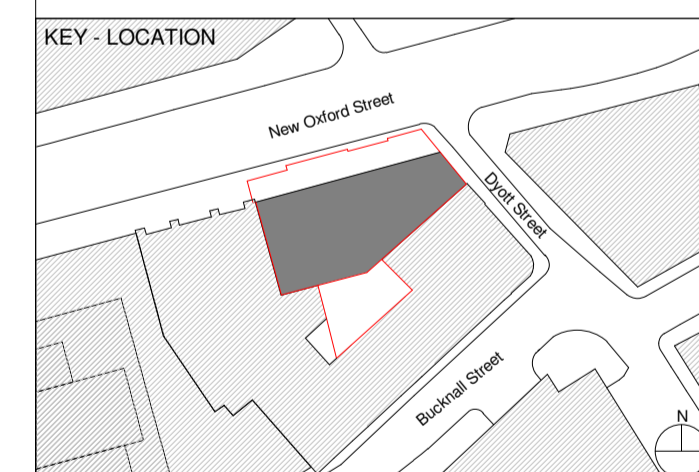 KEY - LOCATION
New Oxford Street
Dyott Street
Bucknall Street
N